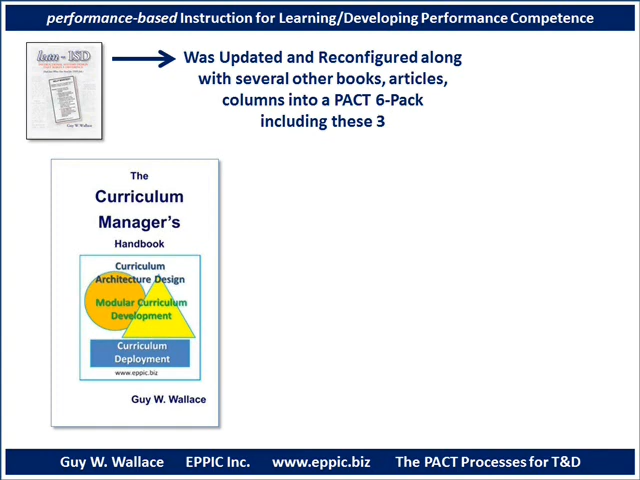 performance-based Instruction for Learning/Developing Performance Competence
lean - ISD
Guy W. Wallace
Was Updated and Reconfigured along
with several other books, articles,
columns into a PACT 6-Pack
including these 3
The
Curriculum
Manager's
Handbook
Curriculum
Architecture Design
Modular Curriculum
Development
Curriculum
Deployment
www.eppic.biz
Guy W. Wallace
Guy W. Wallace EPPIC Inc. www.eppic.biz The PACT Processes for T&D